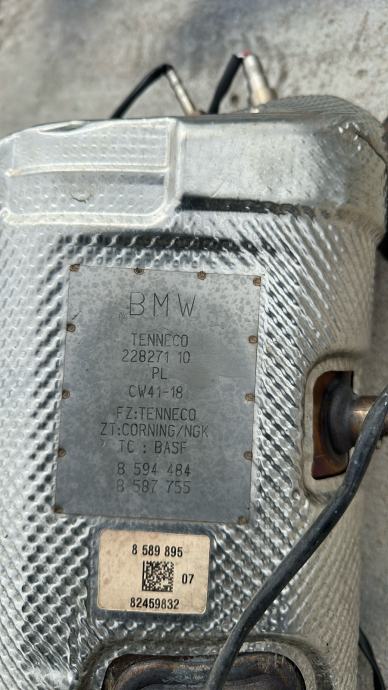 BMW
TENNECO
228271 10
PL
CW41-18
FZ:TENNECO
ZT:CORNING/NGK
TC : BASF
8 594 484
8 587 755
8 589 895
07
82459832